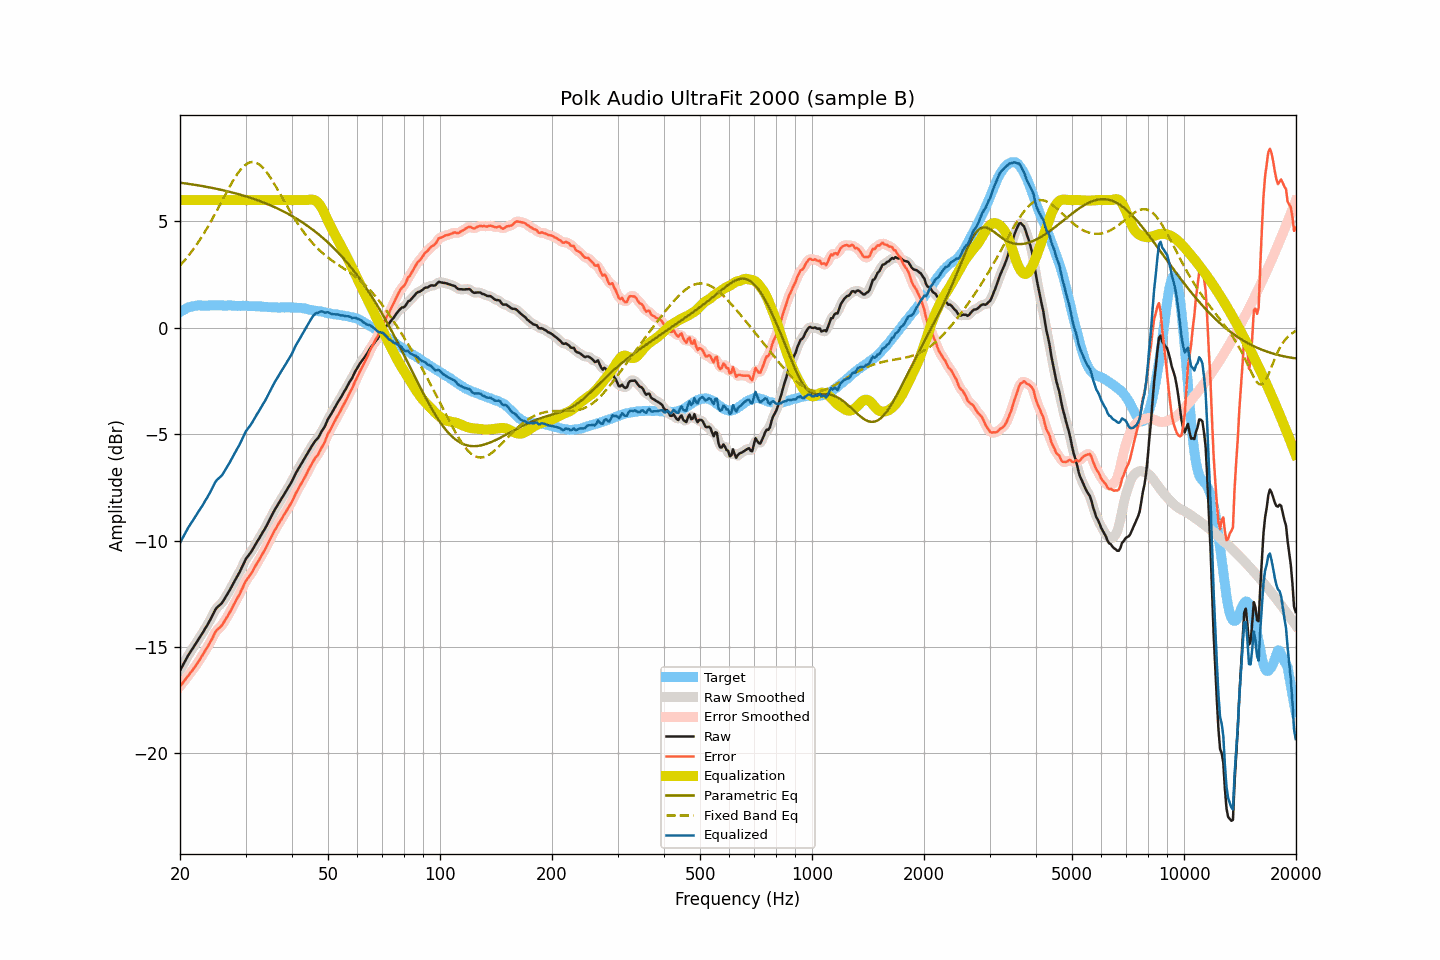 Polk Audio UltraFit 2000 (sample B)
Amplitude (dBr)
5
0
−5
−10
−15
−20
Target
Raw Smoothed
Error Smoothed
Raw
Error
Equalization
Parametric Eq
Fixed Band Eq
Equalized
20 50 100 200 500 1000 2000 5000 10000 20000
Frequency (Hz)